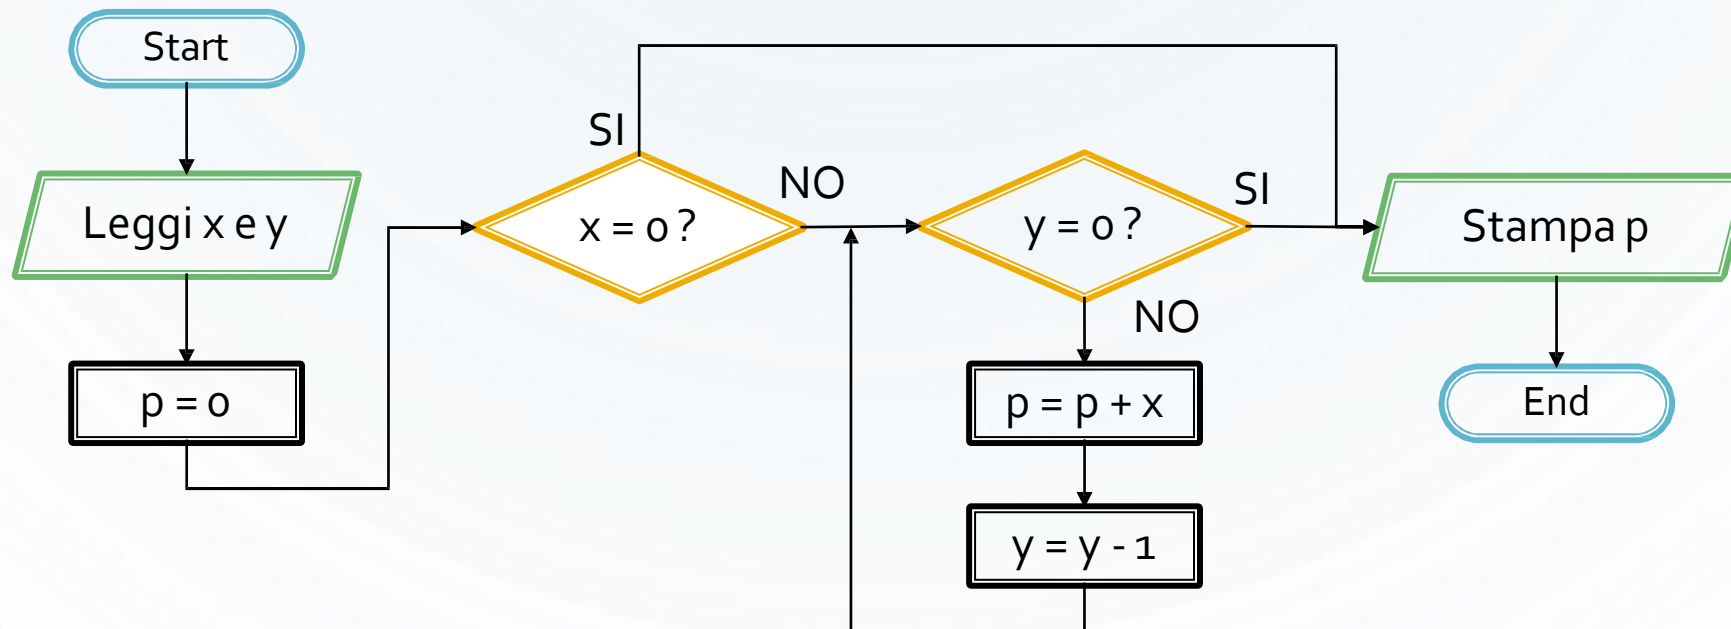 Start
Leggi x e y
p = 0
x = 0 ?
SI
NO
y = 0 ?
SI
NO
p = p + x
y = y - 1
Stampa p
End